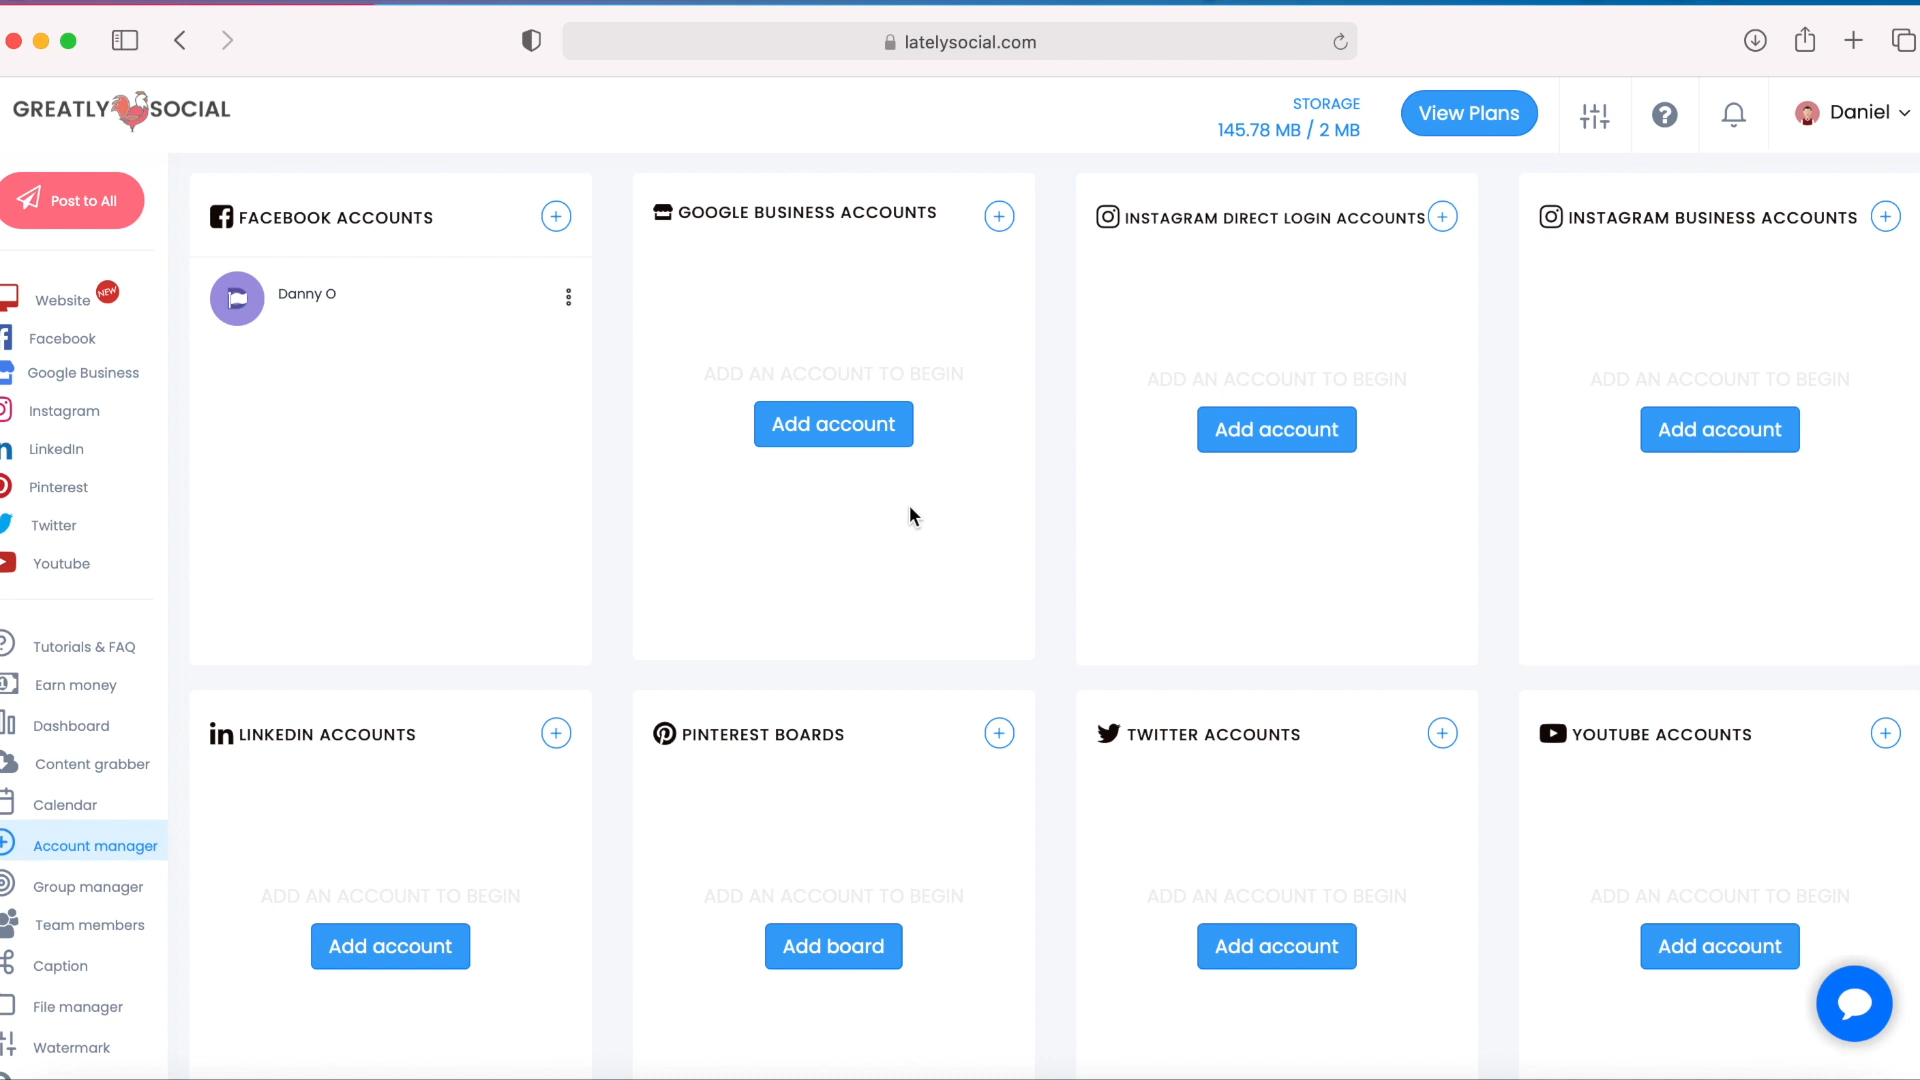 latelysocial.com
GREATLY SOCIAL
STORAGE
145.78 MB / 2 MB
View Plans
Daniel
Post to All
Website NEW
Facebook
Google Business
Instagram
LinkedIn
Pinterest
Twitter
Youtube
Tutorials & FAQ
Earn money
Dashboard
Content grabber
Calendar
Account manager
Group manager
Team members
Caption
File manager
Watermark
FACEBOOK ACCOUNTS
Danny O
GOOGLE BUSINESS ACCOUNTS
ADD AN ACCOUNT TO BEGIN
Add account
INSTAGRAM DIRECT LOGIN ACCOUNTS
ADD AN ACCOUNT TO BEGIN
Add account
INSTAGRAM BUSINESS ACCOUNTS
ADD AN ACCOUNT TO BEGIN
Add account
LINKEDIN ACCOUNTS
ADD AN ACCOUNT TO BEGIN
Add account
PINTEREST BOARDS
ADD AN ACCOUNT TO BEGIN
Add board
TWITTER ACCOUNTS
ADD AN ACCOUNT TO BEGIN
Add account
YOUTUBE ACCOUNTS
ADD AN ACCOUNT TO BEGIN
Add account